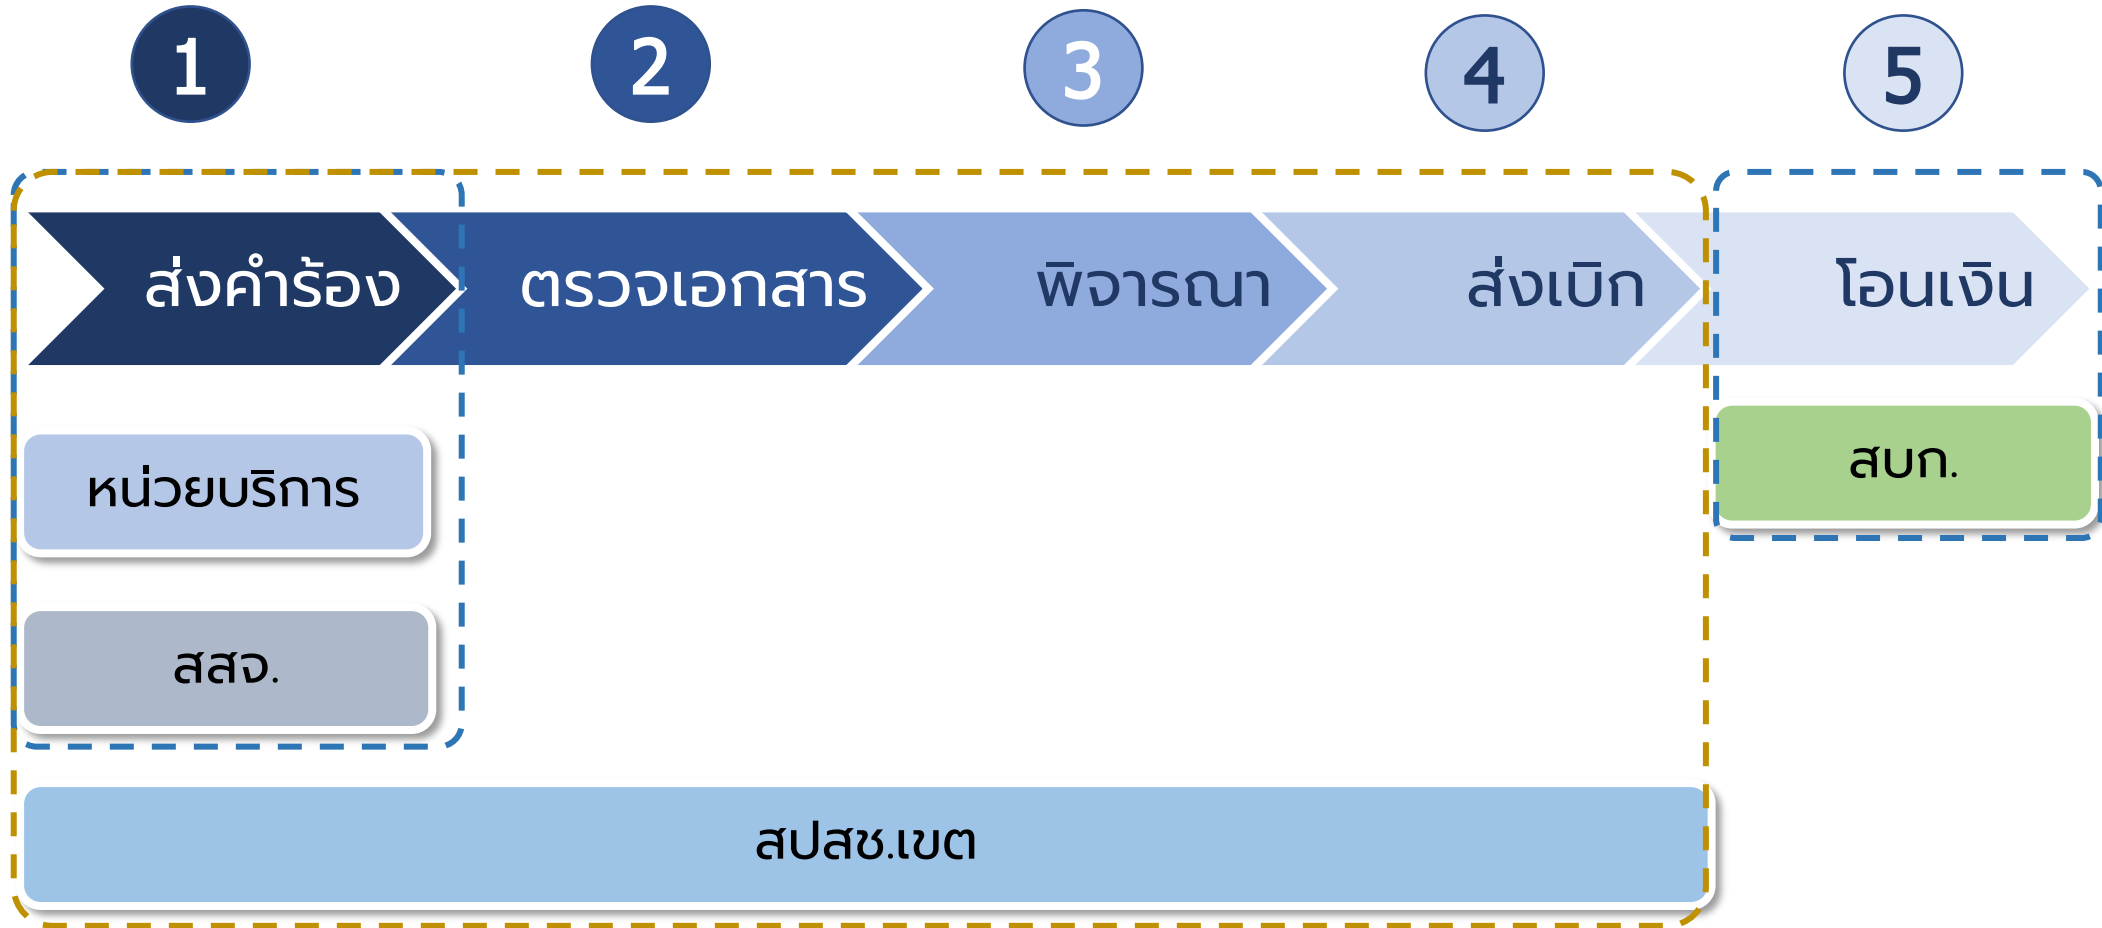 1
2
3
4
5
ส่งคำร้อง
ตรวจเอกสาร
พิจารณา
ส่งเบิก
โอนเงิน
หน่วยบริการ
สบก.
สสจ.
สปสช.เขต